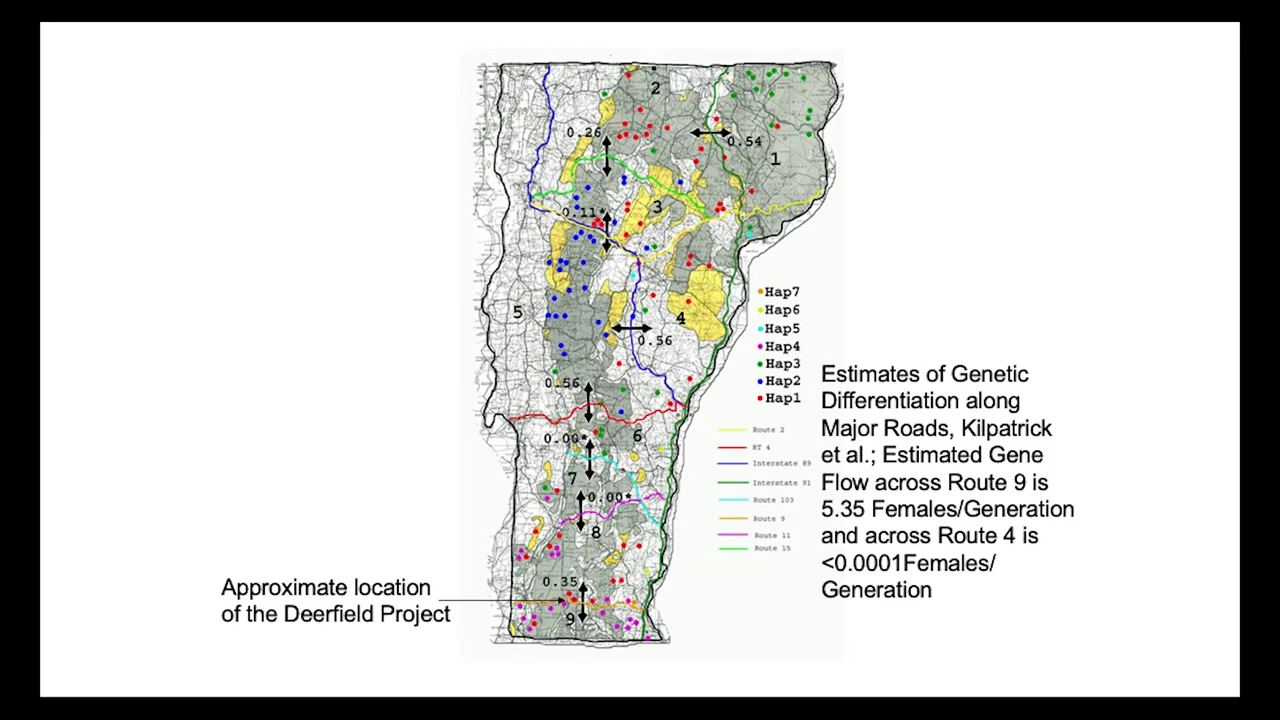 2
0.26
0.54
1
0.11*
3
5
4
0.56
0.56
6
0.00*
7
0.00*
8
0.35
9
Hap7
Hap6
Hap5
Hap4
Hap3
Hap2
Hap1
Route 2
RT 4
Interstate 89
Interstate 91
Route 103
Route 9
Route 11
Route 15
Estimates of Genetic
Differentiation along
Major Roads, Kilpatrick
et al.; Estimated Gene
Flow across Route 9 is
5.35 Females/Generation
and across Route 4 is
<0.0001Females/
Generation
Approximate location
of the Deerfield Project